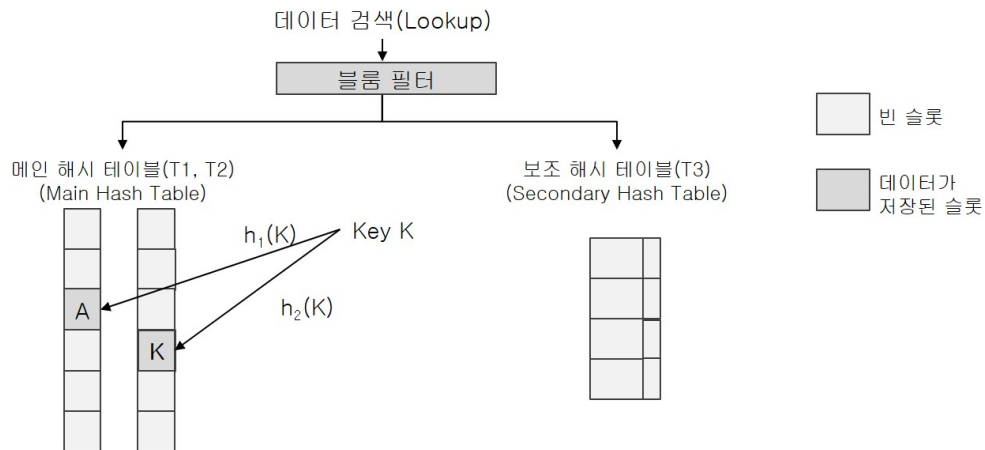 데이터 검색(Lookup)
블룸 필터
메인 해시 테이블(T1, T2)
(Main Hash Table)
보조 해시 테이블(T3)
(Secondary Hash Table)
빈 슬롯
데이터가
저장된 슬롯
h₁(K)
Key K
h₂(K)
A
K